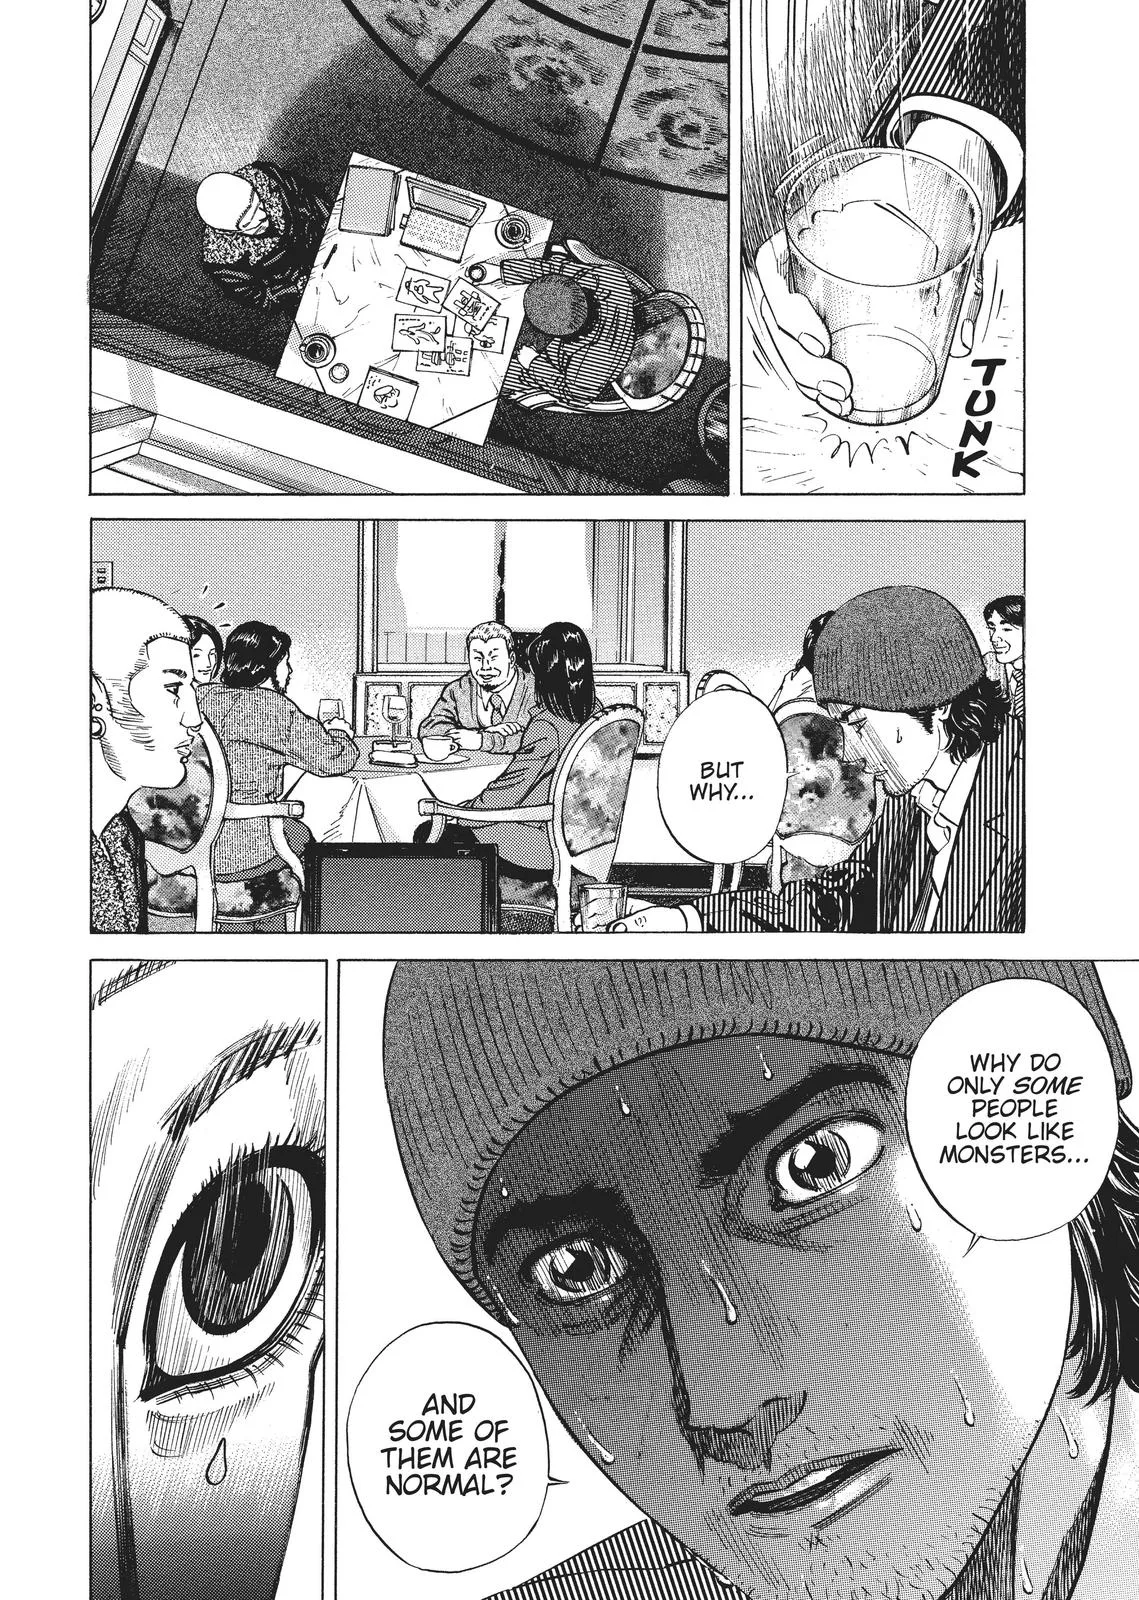 TUNK
BUT
WHY...
WHY DO
ONLY SOME
PEOPLE
LOOK LIKE
MONSTERS...
AND
SOME OF
THEM ARE
NORMAL?